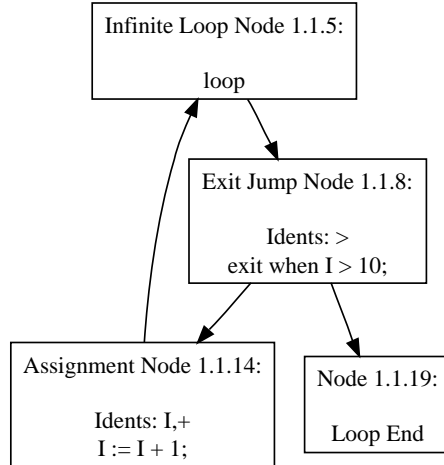 Infinite Loop Node 1.1.5:
loop
Exit Jump Node 1.1.8:
Idents: >
exit when I > 10;
Assignment Node 1.1.14:
Idents: I,+
I := I + 1;
Node 1.1.19:
Loop End